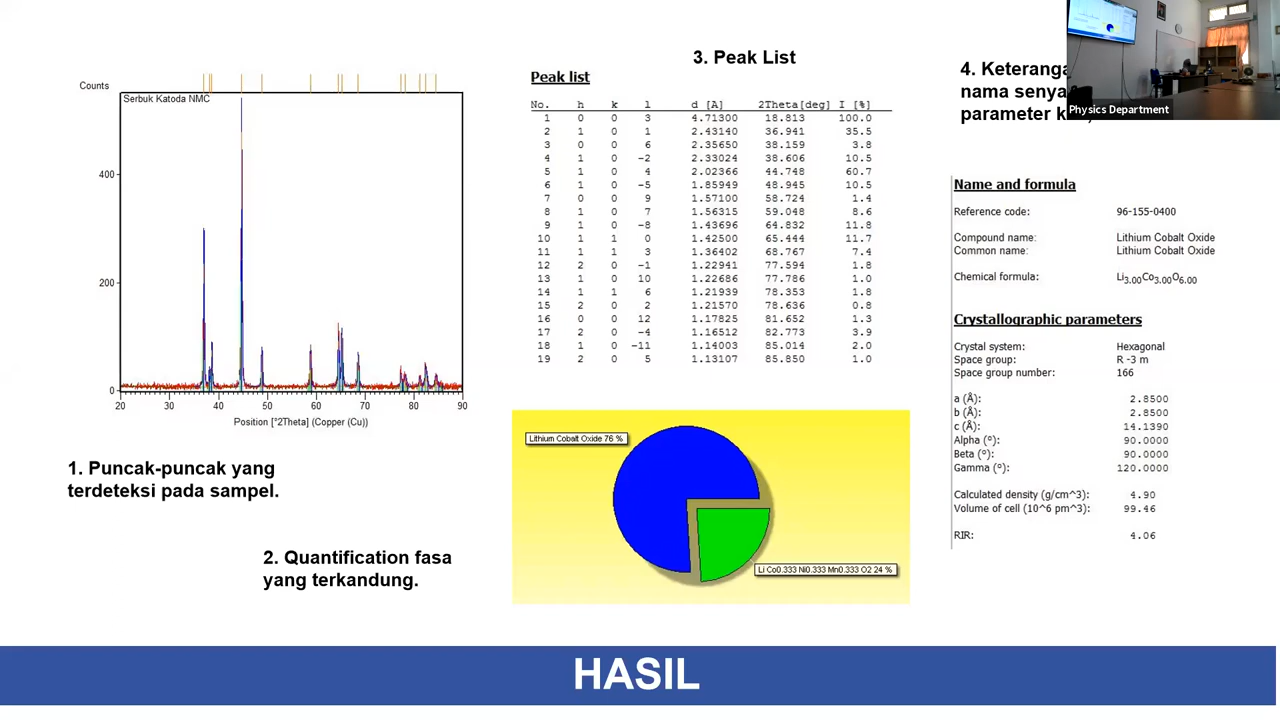 Counts
Serbuk Katoda NMC
400
200
0
20 30 40 50 60 70 80 90
Position [°2Theta] (Copper (Cu))
1. Puncak-puncak yang
terdeteksi pada sampel.
2. Quantification fasa
yang terkandung.
3. Peak List
Peak list
No. h k l d [A] 2Theta[deg] I [%]
1 0 0 3 4.71300 18.813 100.0
2 1 0 1 2.43140 36.941 35.5
3 0 0 6 2.35650 38.159 3.8
4 1 0 -2 2.33024 38.606 10.5
5 1 0 4 2.02366 44.748 60.7
6 1 0 -5 1.85949 48.945 10.5
7 0 0 9 1.57100 58.724 1.4
8 1 0 7 1.56315 59.048 8.6
9 1 0 -8 1.43696 64.832 11.8
10 1 1 0 1.42500 65.444 11.7
11 1 1 3 1.36402 68.767 7.4
12 2 0 -1 1.22941 77.594 1.8
13 1 0 10 1.22686 77.786 1.0
14 1 1 6 1.21939 78.353 1.8
15 2 0 2 1.21570 78.636 0.8
16 0 0 12 1.17825 81.652 1.3
17 2 0 -4 1.16512 82.773 3.9
18 1 0 -11 1.14003 85.014 2.0
19 2 0 5 1.13107 85.850 1.0
Lithium Cobalt Oxide 76 %
Li Co0.333 Ni0.333 Mn0.333 O2 24 %
4. Keteranga
nama senya
parameter k
Physics Department
Name and formula
Reference code: 96-155-0400
Compound name: Lithium Cobalt Oxide
Common name: Lithium Cobalt Oxide
Chemical formula: Li3.00Co3.00O6.00
Crystallographic parameters
Crystal system: Hexagonal
Space group: R -3 m
Space group number: 166
a (Å): 2.8500
b (Å): 2.8500
c (Å): 14.1390
Alpha (°): 90.0000
Beta (°): 90.0000
Gamma (°): 120.0000
Calculated density (g/cm^3): 4.90
Volume of cell (10^6 pm^3): 99.46
RIR: 4.06
HASIL